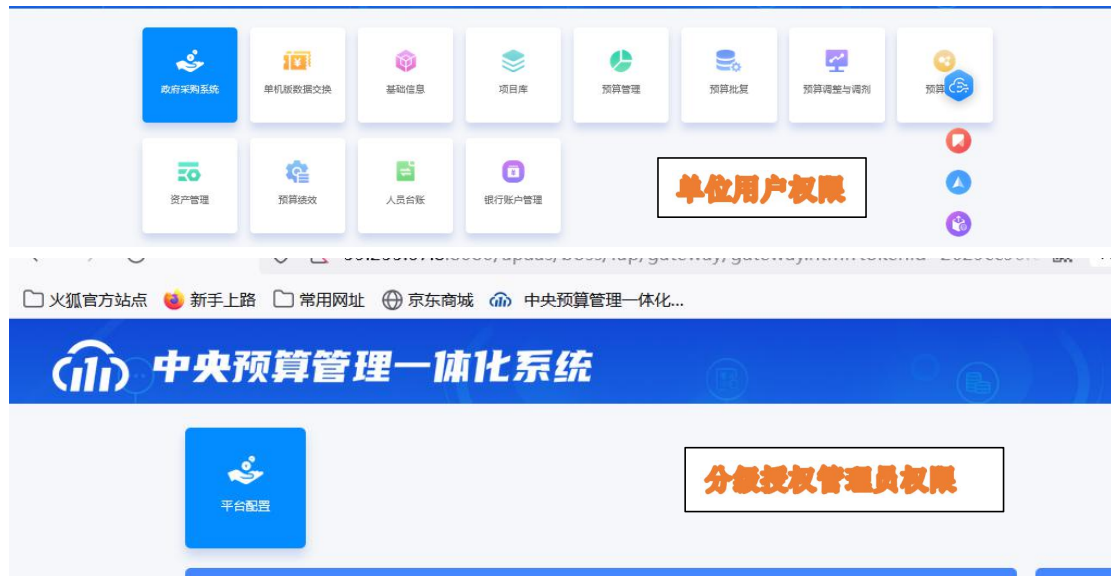 政府采购系统
单机版数据交换
基础信息
项目库
预算管理
预算批复
预算调整与调剂
预算
资产管理
预算绩效
人员台账
银行账户管理
单位用户权限
火狐官方站点
新手上路
常用网址
京东商城
中央预算管理一体化...
中央预算管理一体化系统
平台配置
分级授权管理员权限